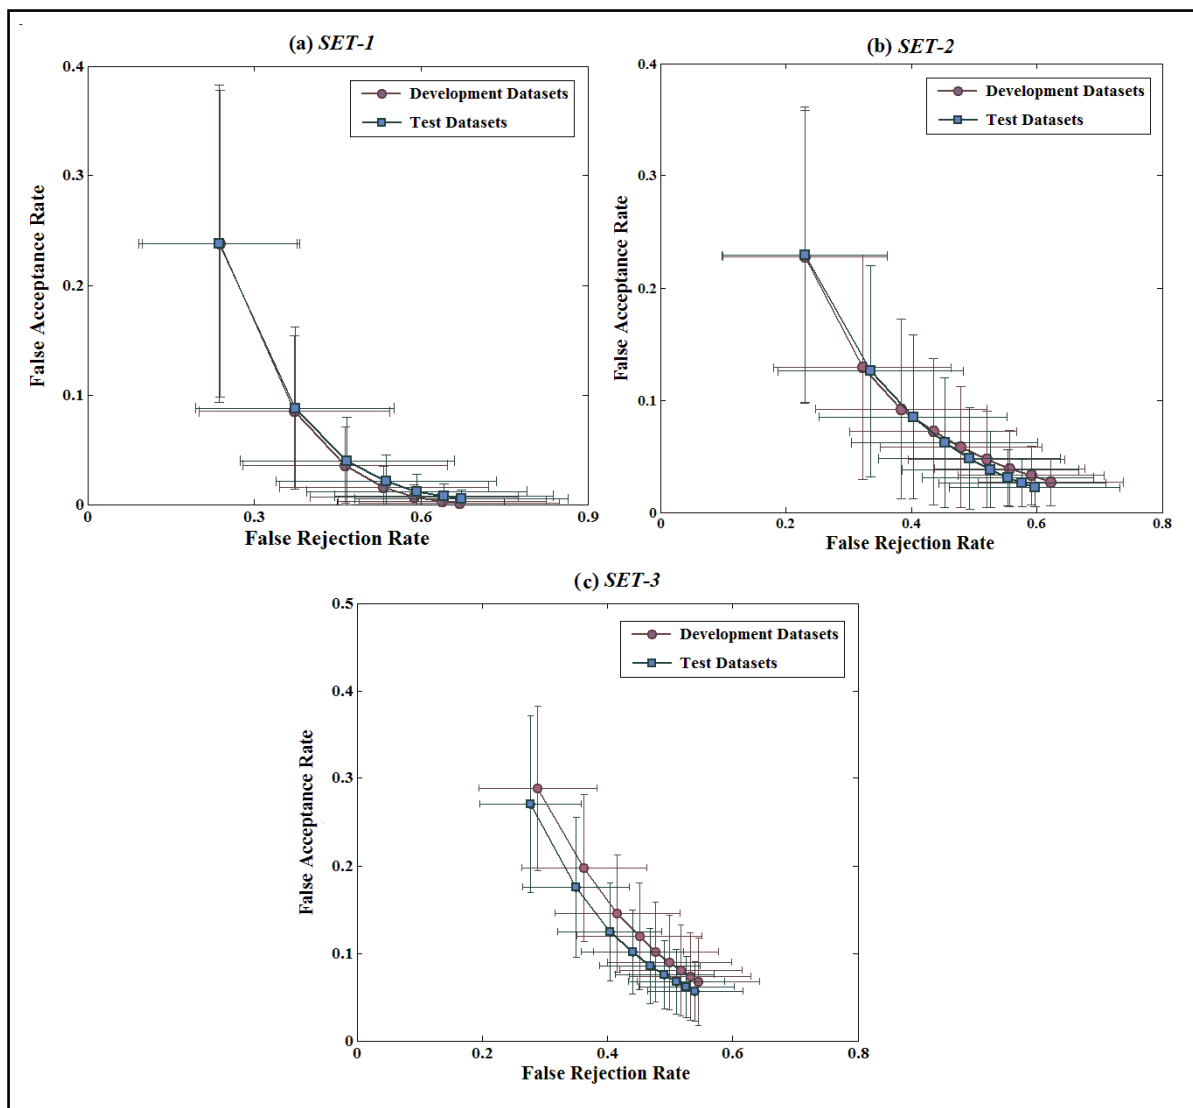 (a) SET-1
0.4
0.3
0.2
0.1
0
0
0.3
0.6
0.9
False Acceptance Rate
False Rejection Rate
Development Datasets
Test Datasets
(b) SET-2
0.4
0.3
0.2
0.1
0
0
0.2
0.4
0.6
0.8
False Acceptance Rate
False Rejection Rate
Development Datasets
Test Datasets
(c) SET-3
0.5
0.4
0.3
0.2
0.1
0
0
0.2
0.4
0.6
0.8
False Acceptance Rate
False Rejection Rate
Development Datasets
Test Datasets